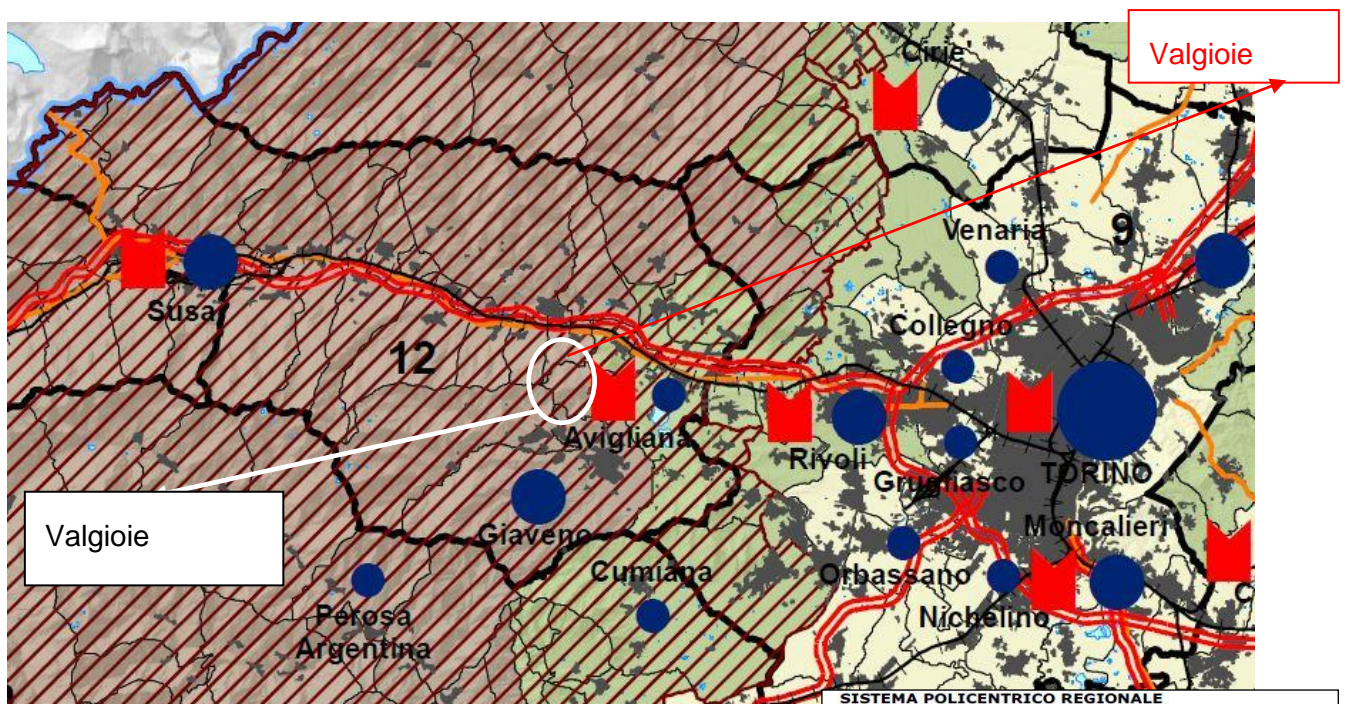 Valgioie
Cirie'
Venaria
9
Susa
Collegno
12
Avigliana
Rivoli
TORINO
Grugliasco
Valgioie
Giaveno
Moncalieri
Cumiana
Orbassano
Nichelino
C
Perosa
Argentina
SISTEMA POLICENTRICO REGIONALE